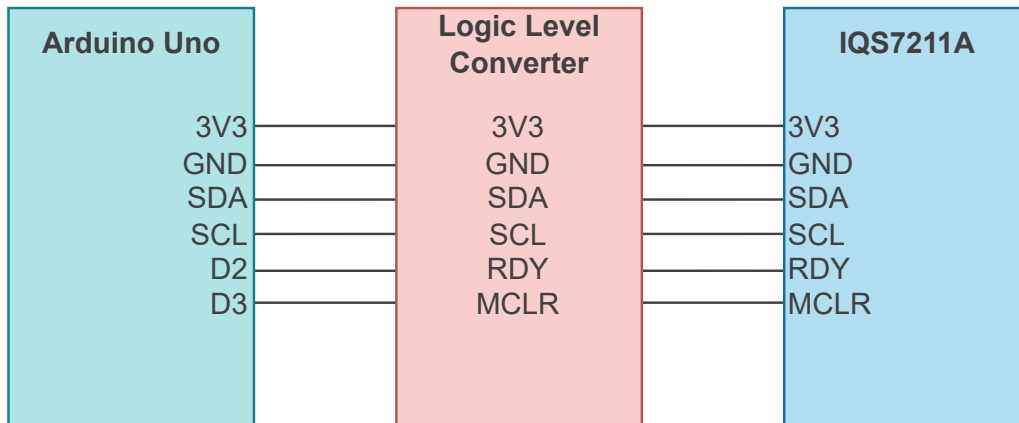 Arduino Uno
3V3
GND
SDA
SCL
D2
D3
Logic Level
Converter
3V3
GND
SDA
SCL
RDY
MCLR
IQS7211A
3V3
GND
SDA
SCL
RDY
MCLR